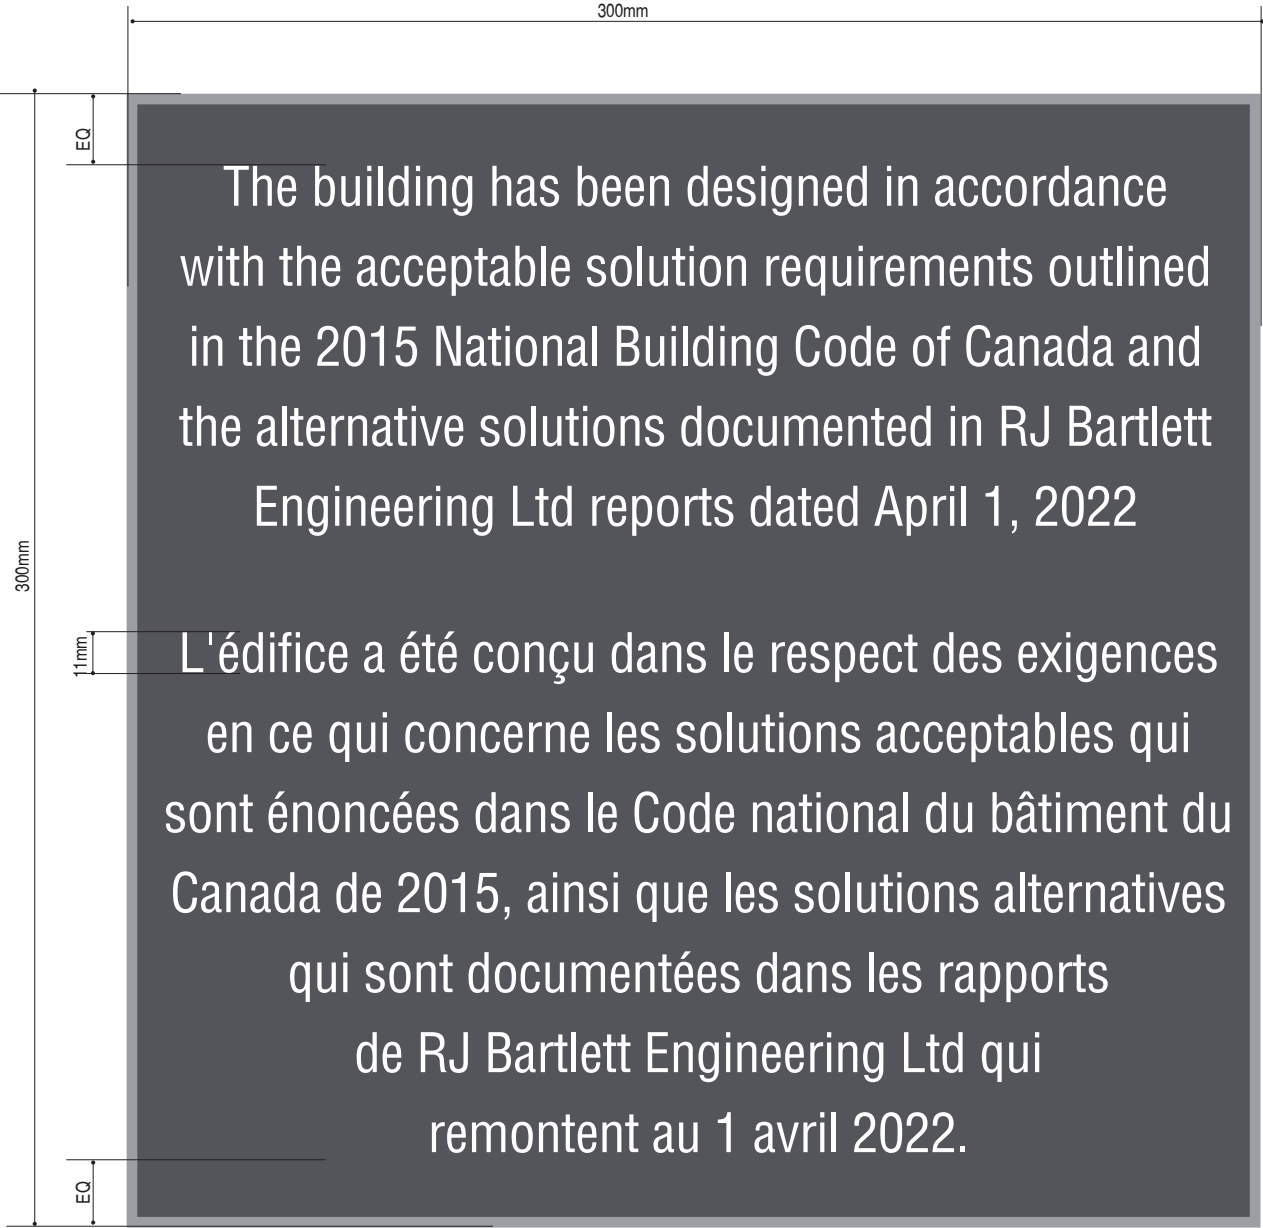 300mm
EQ
The building has been designed in accordance
with the acceptable solution requirements outlined
in the 2015 National Building Code of Canada and
the alternative solutions documented in RJ Bartlett
Engineering Ltd reports dated April 1, 2022
300mm
11mm
L'édifice a été conçu dans le respect des exigences
en ce qui concerne les solutions acceptables qui
sont énoncées dans le Code national du bâtiment du
Canada de 2015, ainsi que les solutions alternatives
qui sont documentées dans les rapports
de RJ Bartlett Engineering Ltd qui
remontent au 1 avril 2022.
EQ